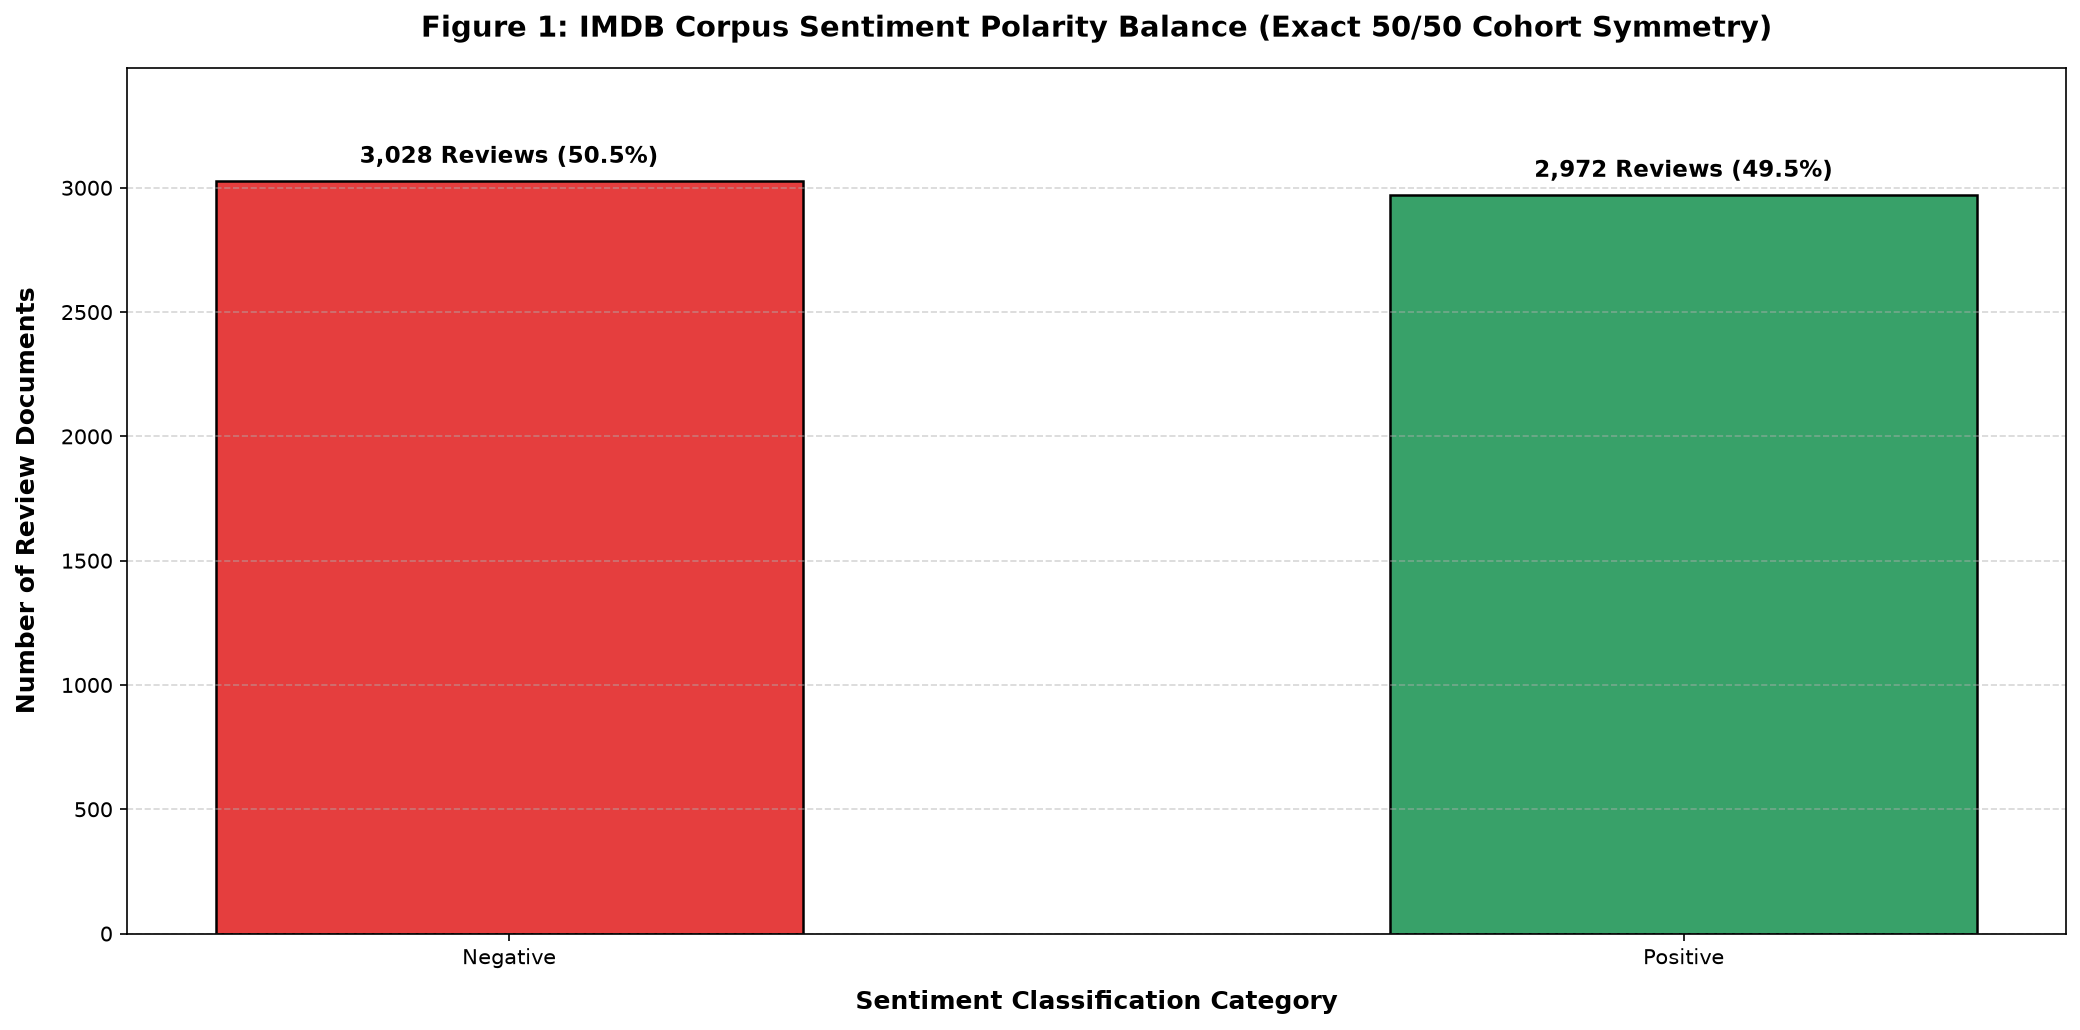 Figure 1: IMDB Corpus Sentiment Polarity Balance (Exact 50/50 Cohort Symmetry)
3,028 Reviews (50.5%)
2,972 Reviews (49.5%)
Number of Review Documents
3000
2500
2000
1500
1000
500
0
Negative
Positive
Sentiment Classification Category